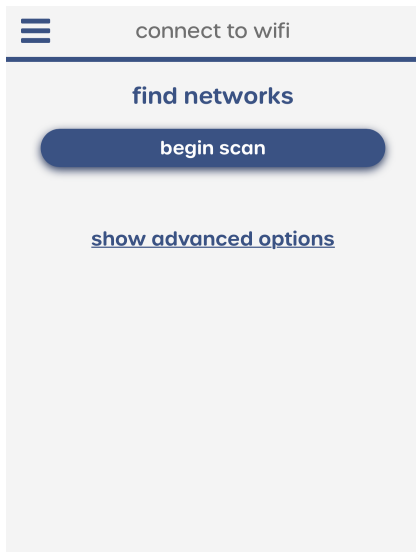 connect to wifi
find networks
begin scan
show advanced options